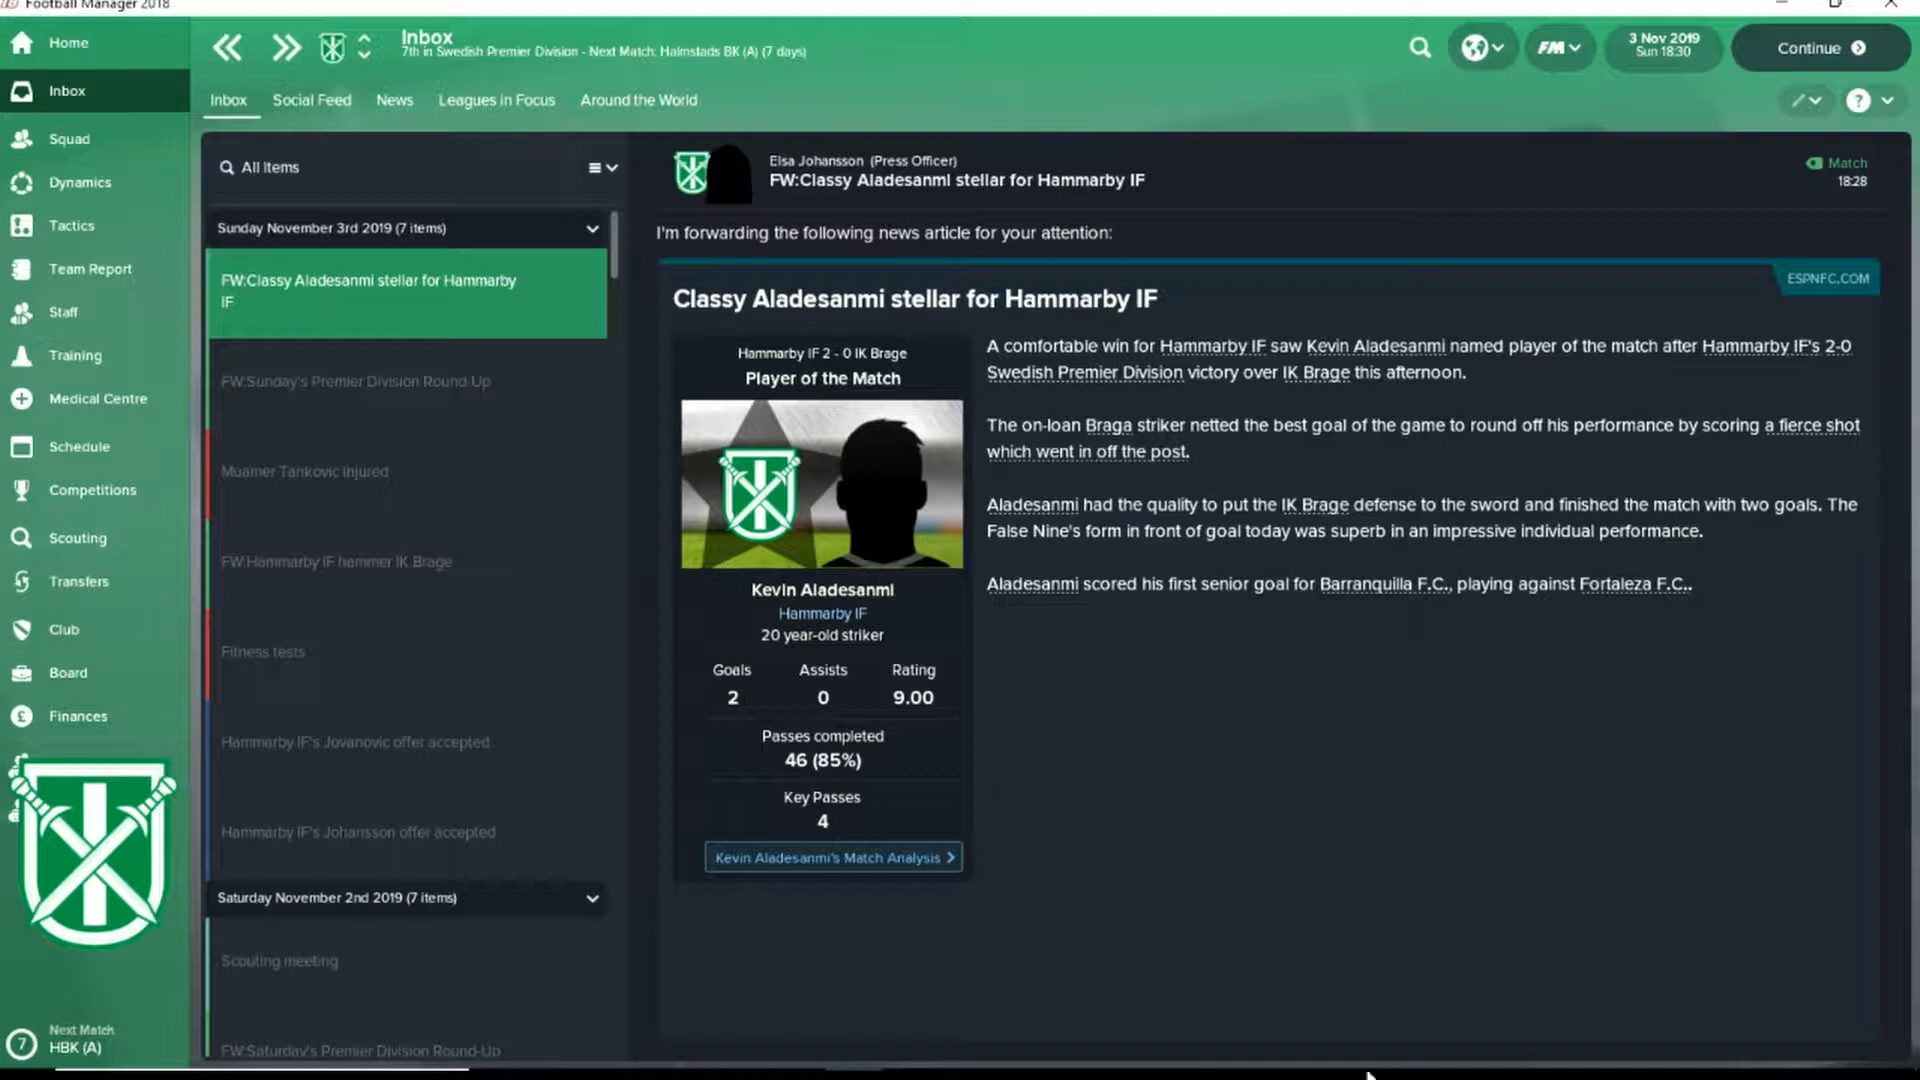 Football Manager 2018
Home
Inbox
Squad
Dynamics
Tactics
Team Report
Staff
Training
Medical Centre
Schedule
Competitions
Scouting
Transfers
Club
Board
Finances
Next Match
7
HBK (A)
Inbox
7th in Swedish Premier Division - Next Match: Halmstads BK (A) (7 days)
FM
3 Nov 2019
Sun 18:30
Continue
Inbox
Social Feed
News
Leagues in Focus
Around the World
?
All Items
Sunday November 3rd 2019 (7 items)
FW:Classy Aladesanmi stellar for Hammarby
IF
FW:Sunday's Premier Division Round-Up
Muamer Tankovic injured
FW:Hammarby IF hammer IK Brage
Fitness tests
Hammarby IF's Jovanovic offer accepted
Hammarby IF's Johansson offer accepted
Saturday November 2nd 2019 (7 items)
Scouting meeting
FW:Saturday's Premier Division Round-Up
Elsa Johansson (Press Officer)
FW:Classy Aladesanmi stellar for Hammarby IF
Match
18:28
I'm forwarding the following news article for your attention:
ESPNFC.COM
Classy Aladesanmi stellar for Hammarby IF
Hammarby IF 2 - 0 IK Brage
Player of the Match
Kevin Aladesanmi
Hammarby IF
20 year-old striker
Goals Assists Rating
2 0 9.00
Passes completed
46 (85%)
Key Passes
4
Kevin Aladesanmi's Match Analysis
A comfortable win for Hammarby IF saw Kevin Aladesanmi named player of the match after Hammarby IF's 2-0
Swedish Premier Division victory over IK Brage this afternoon.
The on-loan Braga striker netted the best goal of the game to round off his performance by scoring a fierce shot
which went in off the post.
Aladesanmi had the quality to put the IK Brage defense to the sword and finished the match with two goals. The
False Nine's form in front of goal today was superb in an impressive individual performance.
Aladesanmi scored his first senior goal for Barranquilla F.C., playing against Fortaleza F.C..